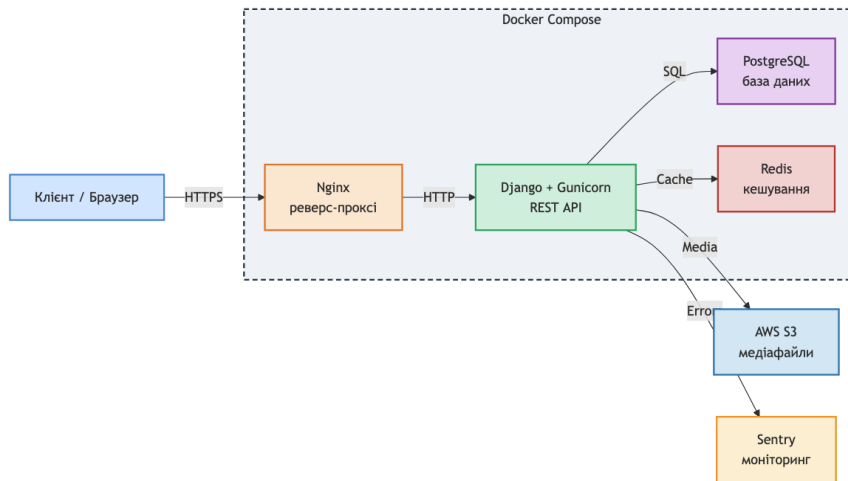 Docker Compose
PostgreSQL
база даних
SQL
Клієнт / Браузер
HTTPS
Nginx
реверс-проксі
HTTP
Django + Gunicorn
REST API
Cache
Redis
кешування
Media
AWS S3
медіафайли
Sentry
моніторинг